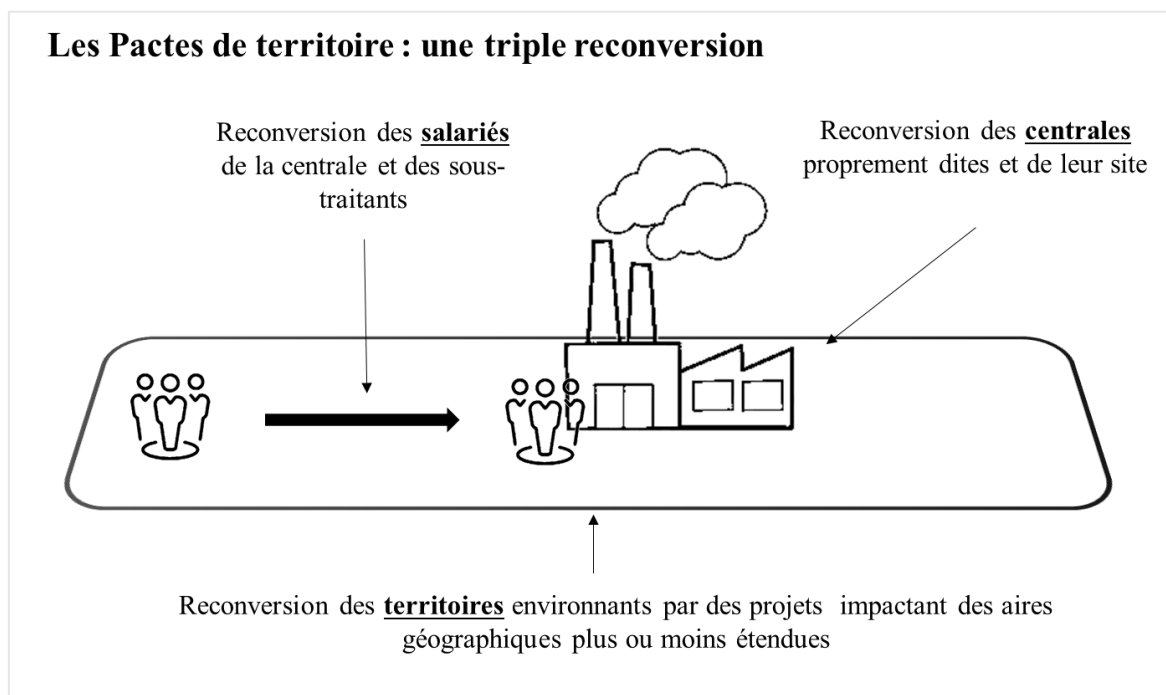 Les Pactes de territoire : une triple reconversion
Reconversion des salariés
de la centrale et des sous-
traitants
Reconversion des centrales
proprement dites et de leur site
Reconversion des territoires environnants par des projets impactant des aires
géographiques plus ou moins étendues